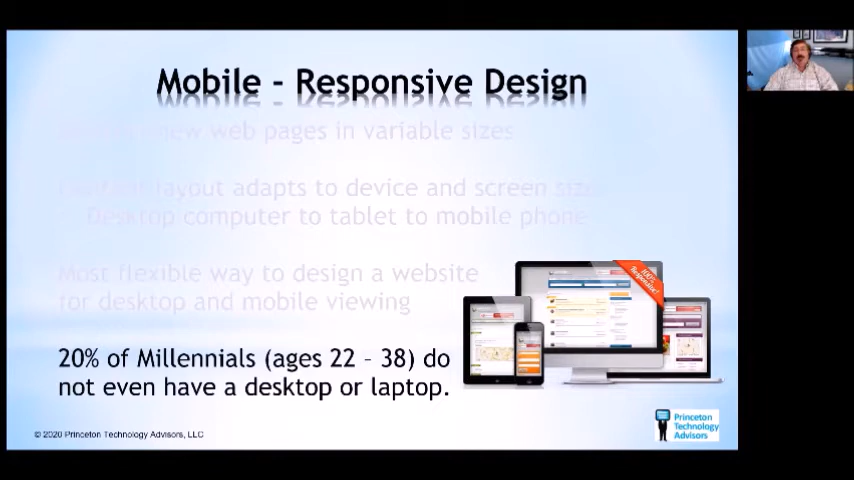 Mobile - Responsive Design
view web pages in variable sizes
layout adapts to device and screen size
Desktop computer to tablet to mobile phone
Most flexible way to design a website
for desktop and mobile viewing
100%
Responsive!
20% of Millennials (ages 22 – 38) do
not even have a desktop or laptop.
© 2020 Princeton Technology Advisors, LLC
Princeton
Technology
Advisors